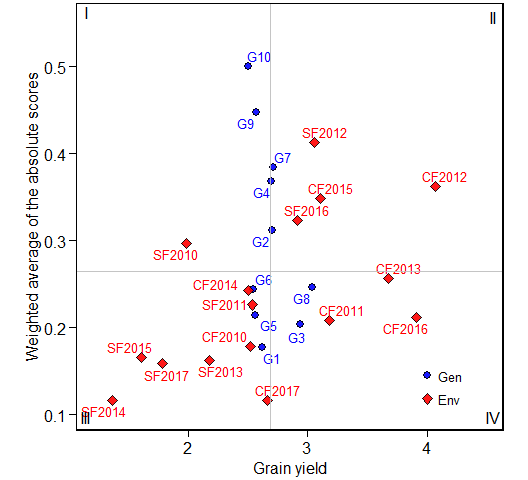 I
II
G10
0.5
G9
SF2012
0.4
G7
CF2012
G4
CF2015
SF2016
0.3
G2
SF2010
CF2013
G6
CF2014
G8
SF2011
CF2011
0.2
G5
CF2016
CF2010
G3
SF2015
G1
SF2017
SF2013
CF2017
Gen
0.1
SF2014
Env
III
IV
2
3
4
Grain yield
Weighted average of the absolute scores